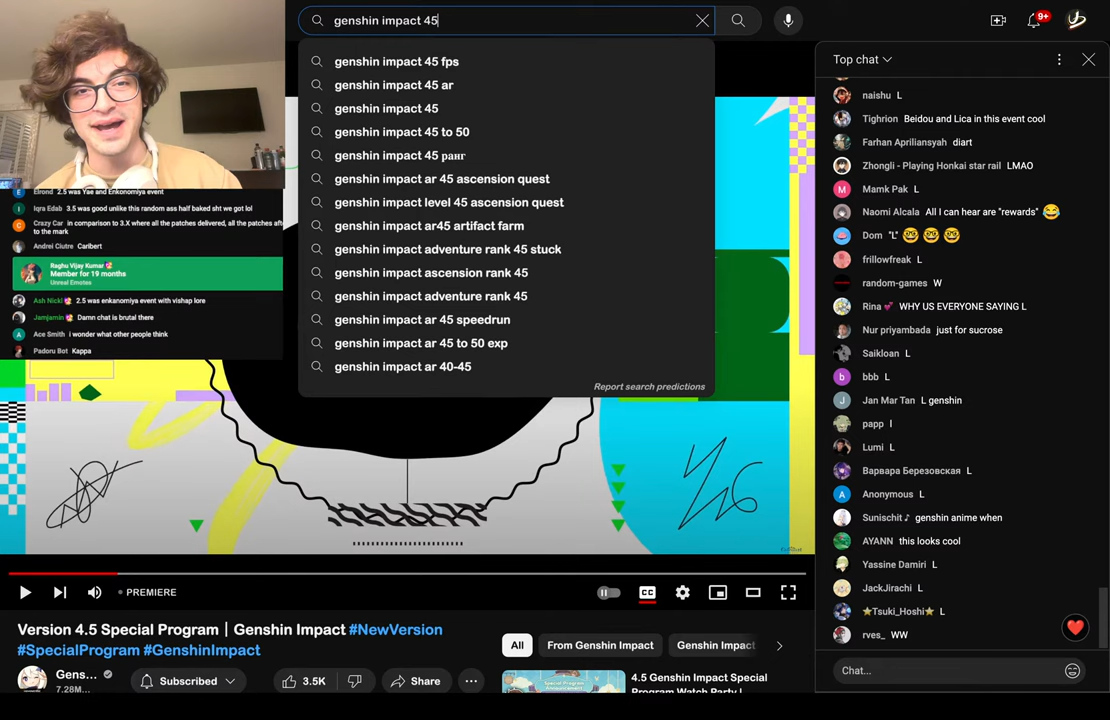 genshin impact 45
9+
genshin impact 45 fps
genshin impact 45 ar
genshin impact 45
genshin impact 45 to 50
genshin impact 45 ранг
genshin impact ar 45 ascension quest
genshin impact level 45 ascension quest
genshin impact ar45 artifact farm
genshin impact adventure rank 45 stuck
genshin impact ascension rank 45
genshin impact adventure rank 45
genshin impact ar 45 speedrun
genshin impact ar 45 to 50 exp
genshin impact ar 40-45
Report search predictions
Elrond 2.5 was Yae and Enkonomiya event
Iqra Edab 3.5 was good unlike this random ass half baked sht we got lol
Crazy Car in comparison to 3.X where all the patches delivered, all the patches after
to the mark
Andrei Ciutre Caribert
Raghu Vijay Kumar
Member for 19 months
Unreal Emotes
Ash Nicki 2.5 was enkanomiya event with vishap lore
Jamjamin Damn chat is brutal there
Ace Smith i wonder what other people think
Padoru Bot Kappa
PREMIERE
CC
Version 4.5 Special Program | Genshin Impact #NewVersion
#SpecialProgram #GenshinImpact
Gens...
7.28M...
Subscribed
3.5K
Share
All
From Genshin Impact
Genshin Impact
4.5 Genshin Impact Special
Program Watch Party |
Top chat
naishu L
Tighrion Beidou and Lica in this event cool
Farhan Apriliansyah diart
Zhongli - Playing Honkai star rail LMAO
Mamk Pak L
Naomi Alcala All I can hear are "rewards" 😂
Dom "L" 🤓 🤓 🤓
frillowfreak L
random-games W
Rina 💕 WHY US EVERYONE SAYING L
Nur priyambada just for sucrose
Saikloan L
bbb L
Jan Mar Tan L genshin
papp l
Lumi L
Варвара Березовская L
Anonymous L
Sunischit ♪ genshin anime when
AYANN this looks cool
Yassine Damiri L
JackJirachi L
⭐Tsuki_Hoshi⭐ L
rves_ WW
Chat...